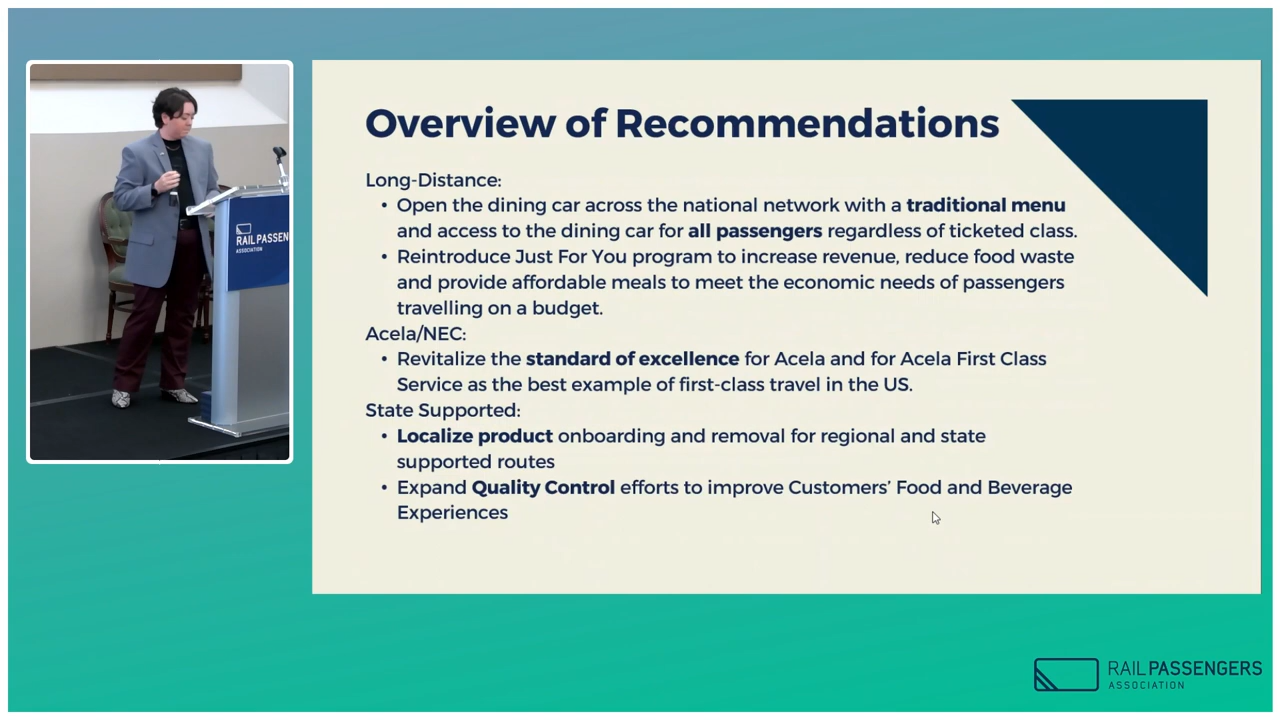 Overview of Recommendations
Long-Distance:
• Open the dining car across the national network with a traditional menu
and access to the dining car for all passengers regardless of ticketed class.
• Reintroduce Just For You program to increase revenue, reduce food waste
and provide affordable meals to meet the economic needs of passengers
travelling on a budget.
Acela/NEC:
• Revitalize the standard of excellence for Acela and for Acela First Class
Service as the best example of first-class travel in the US.
State Supported:
• Localize product onboarding and removal for regional and state
supported routes
• Expand Quality Control efforts to improve Customers’ Food and Beverage
Experiences
RAIL PASSEN
ASSOCIATION
RAILPASSENGERS
ASSOCIATION